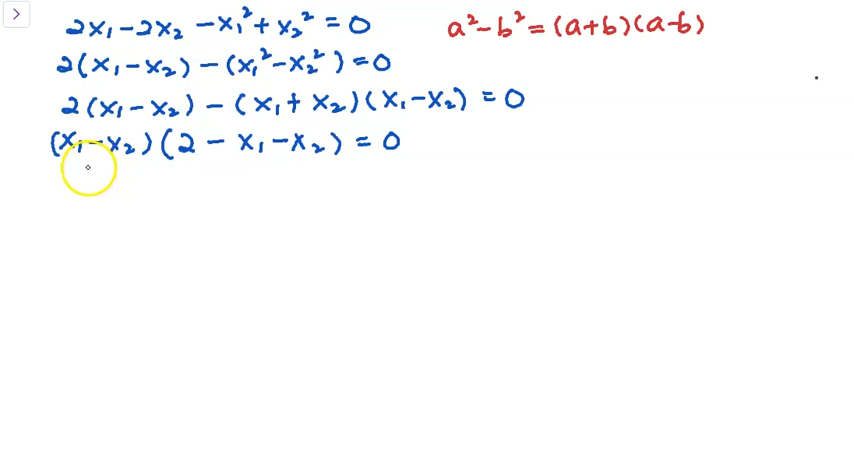 2x₁ - 2x₂ - x₁² + x₂² = 0
a² - b² = (a+b)(a-b)
2(x₁ - x₂) - (x₁² - x₂²) = 0
2(x₁ - x₂) - (x₁ + x₂)(x₁ - x₂) = 0
(x₁ - x₂)(2 - x₁ - x₂) = 0